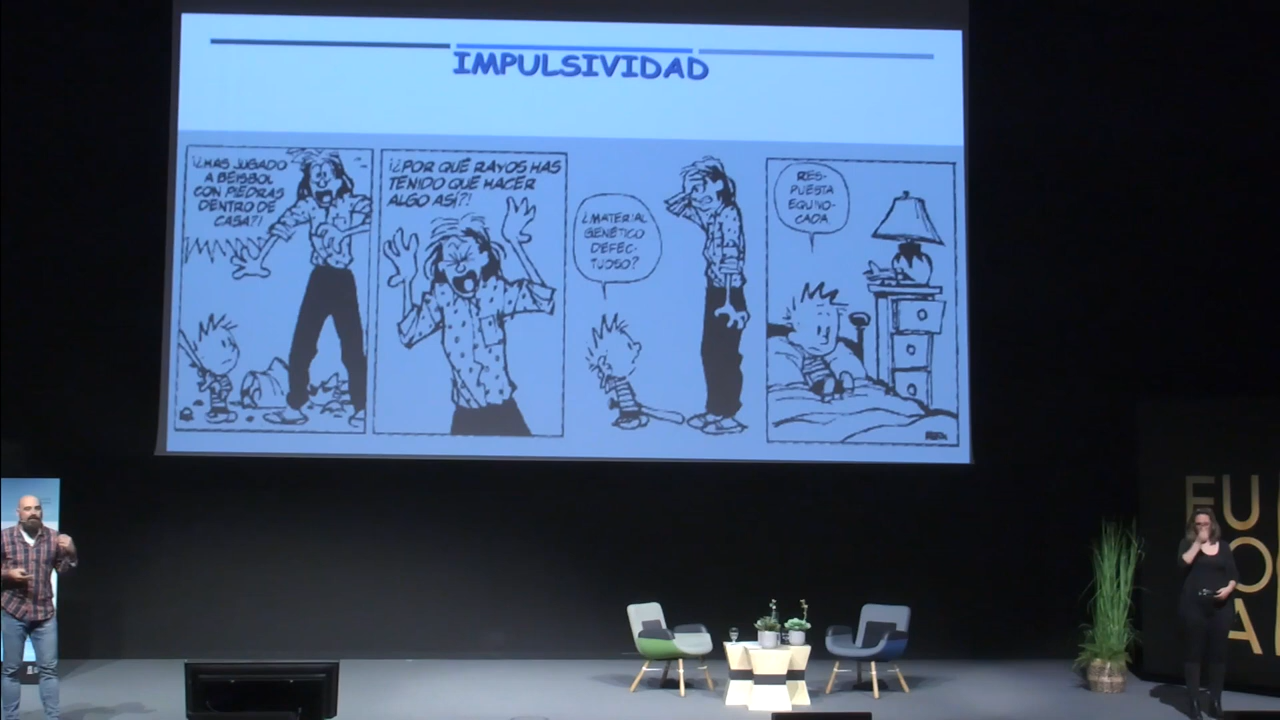 IMPULSIVIDAD
¡¿HAS JUGADO
A BÉISBOL
CON PIEDRAS
DENTRO DE
CASA?!
¡¿POR QUÉ RAYOS HAS
TENIDO QUE HACER
ALGO ASÍ?!
¿MATERIAL
GENÉTICO
DEFEC-
TUOSO?
RES-
PUESTA
EQUIVO-
CADA
EU
O
A